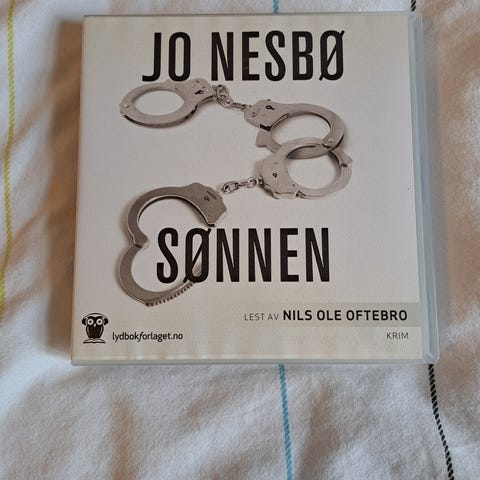 JO NESBØ
SØNNEN
LEST AV NILS OLE OFTEBRO
lydbokforlaget.no
KRIM